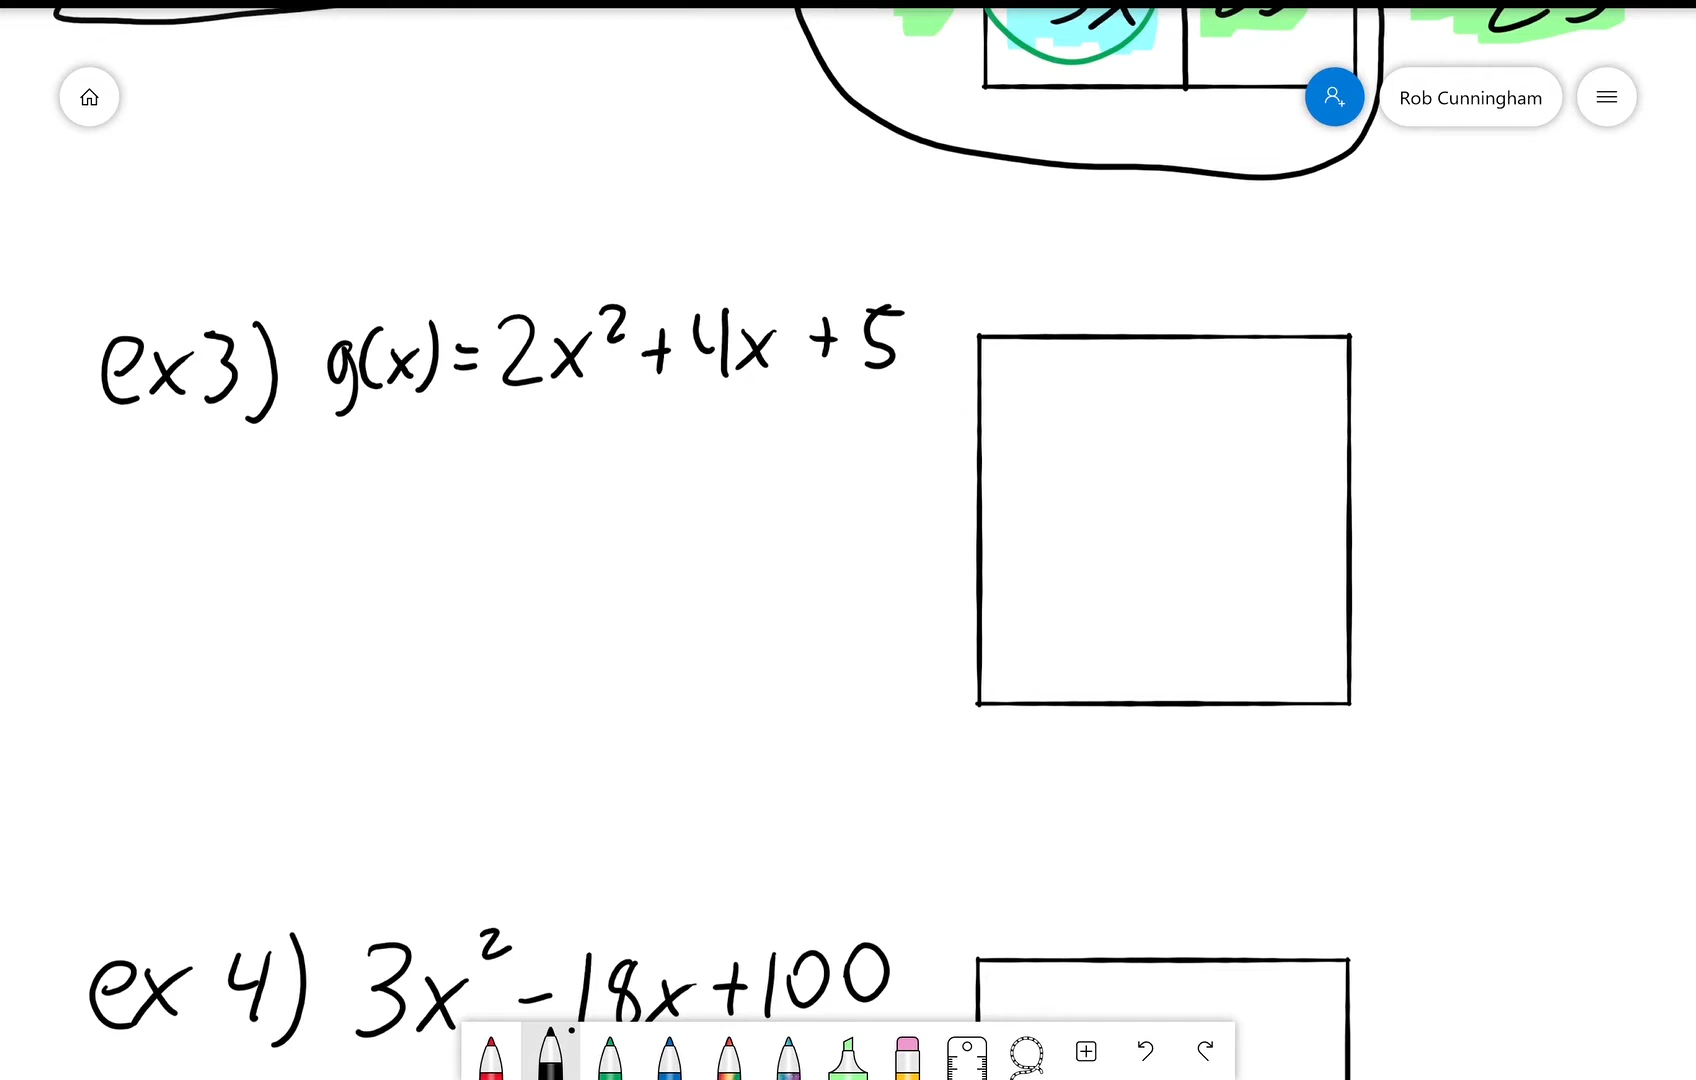 Rob Cunningham
ex3) g(x)=2x²+4x+5
ex 4) 3x²-18x+100